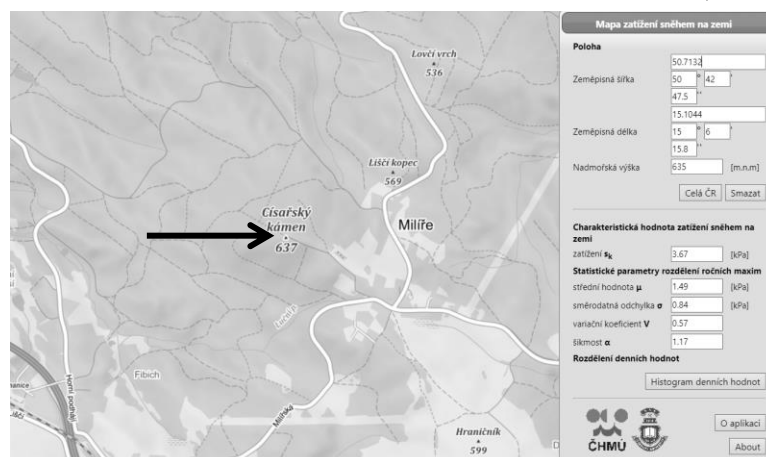 Lovčí vrch
536
Liščí kopec
569
Císařský
kámen
637
Milíře
Fibich
Milířská
Horní podhájí
Hraničník
599
Mapa zatížení sněhem na zemi
Poloha
50.7132
Zeměpisná šířka 50 ° 42 '
47.5 ''
15.1044
Zeměpisná délka 15 ° 6 '
15.8 ''
Nadmořská výška 635 [m.n.m]
Celá ČR Smazat
Charakteristická hodnota zatížení sněhem na
zemi
zatížení sk 3.67 [kPa]
Statistické parametry rozdělení ročních maxim
střední hodnota μ 1.49 [kPa]
směrodatná odchylka σ 0.84 [kPa]
variační koeficient V 0.57
šikmost α 1.17
Rozdělení denních hodnot
Histogram denních hodnot
ČHMÚ
O aplikaci
About